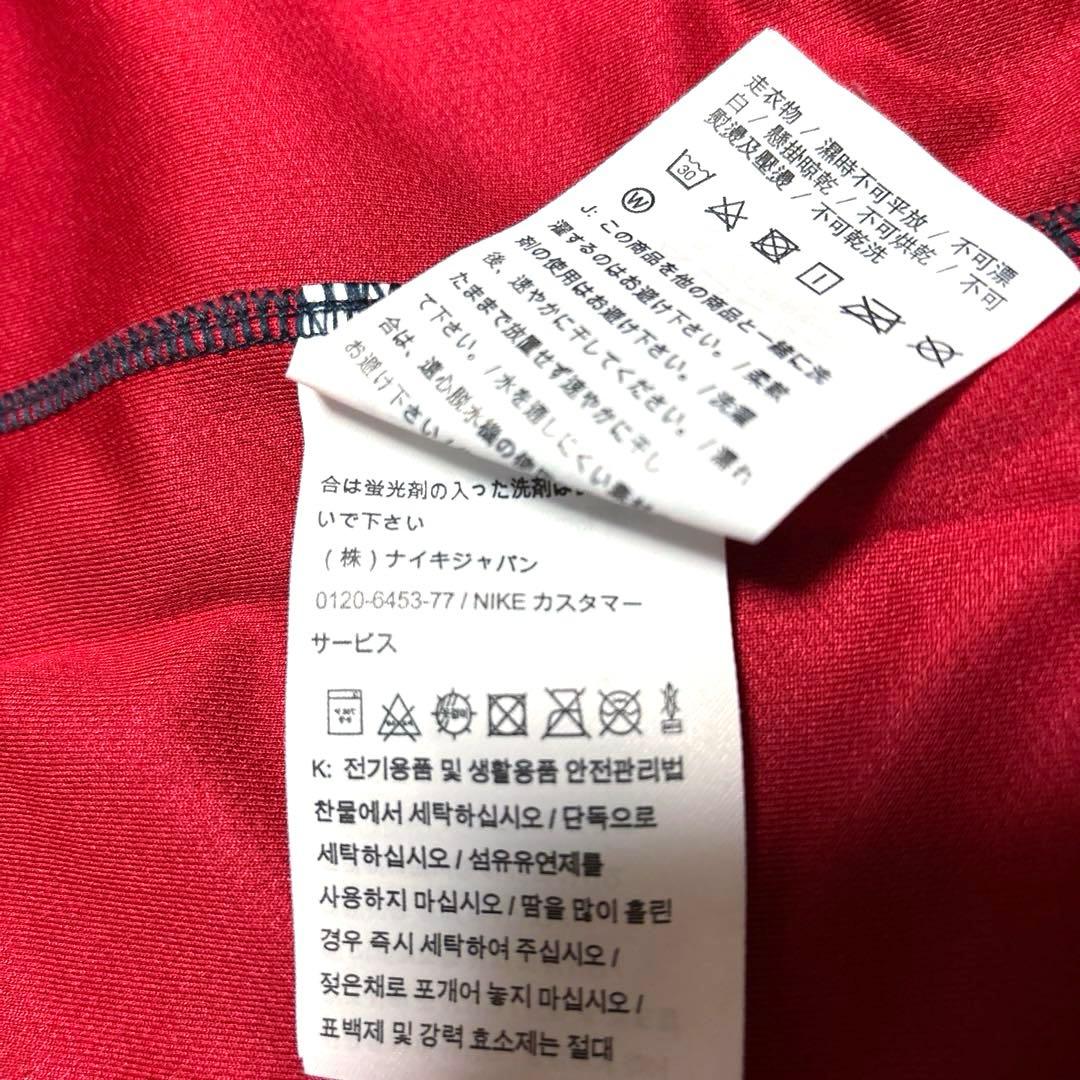 走衣物 / 濕時不可平放 / 不可漂
白 / 懸掛晾乾 / 不可烘乾 / 不可
熨燙及壓燙 / 不可乾洗
30
W
J: この商品を他の商品と一緒に洗
濯するのはお避け下さい。/柔軟
剤の使用はお避け下さい。/洗濯
後、速やかに干してください。/濡れ
たままで放置せず速やかに干し
て下さい。/水を通しにくい
合は、遠心脱水機の使用
お避け下さい/
合は蛍光剤の入った洗剤は
いで下さい
(株)ナイキジャパン
0120-6453-77 / NIKE カスタマー
サービス
K: 전기용품 및 생활용품 안전관리법
찬물에서 세탁하십시오 / 단독으로
세탁하십시오 / 섬유유연제를
사용하지 마십시오 / 땀을 많이 흘린
경우 즉시 세탁하여 주십시오 /
젖은채로 포개어 놓지 마십시오 /
표백제 및 강력 효소제는 절대